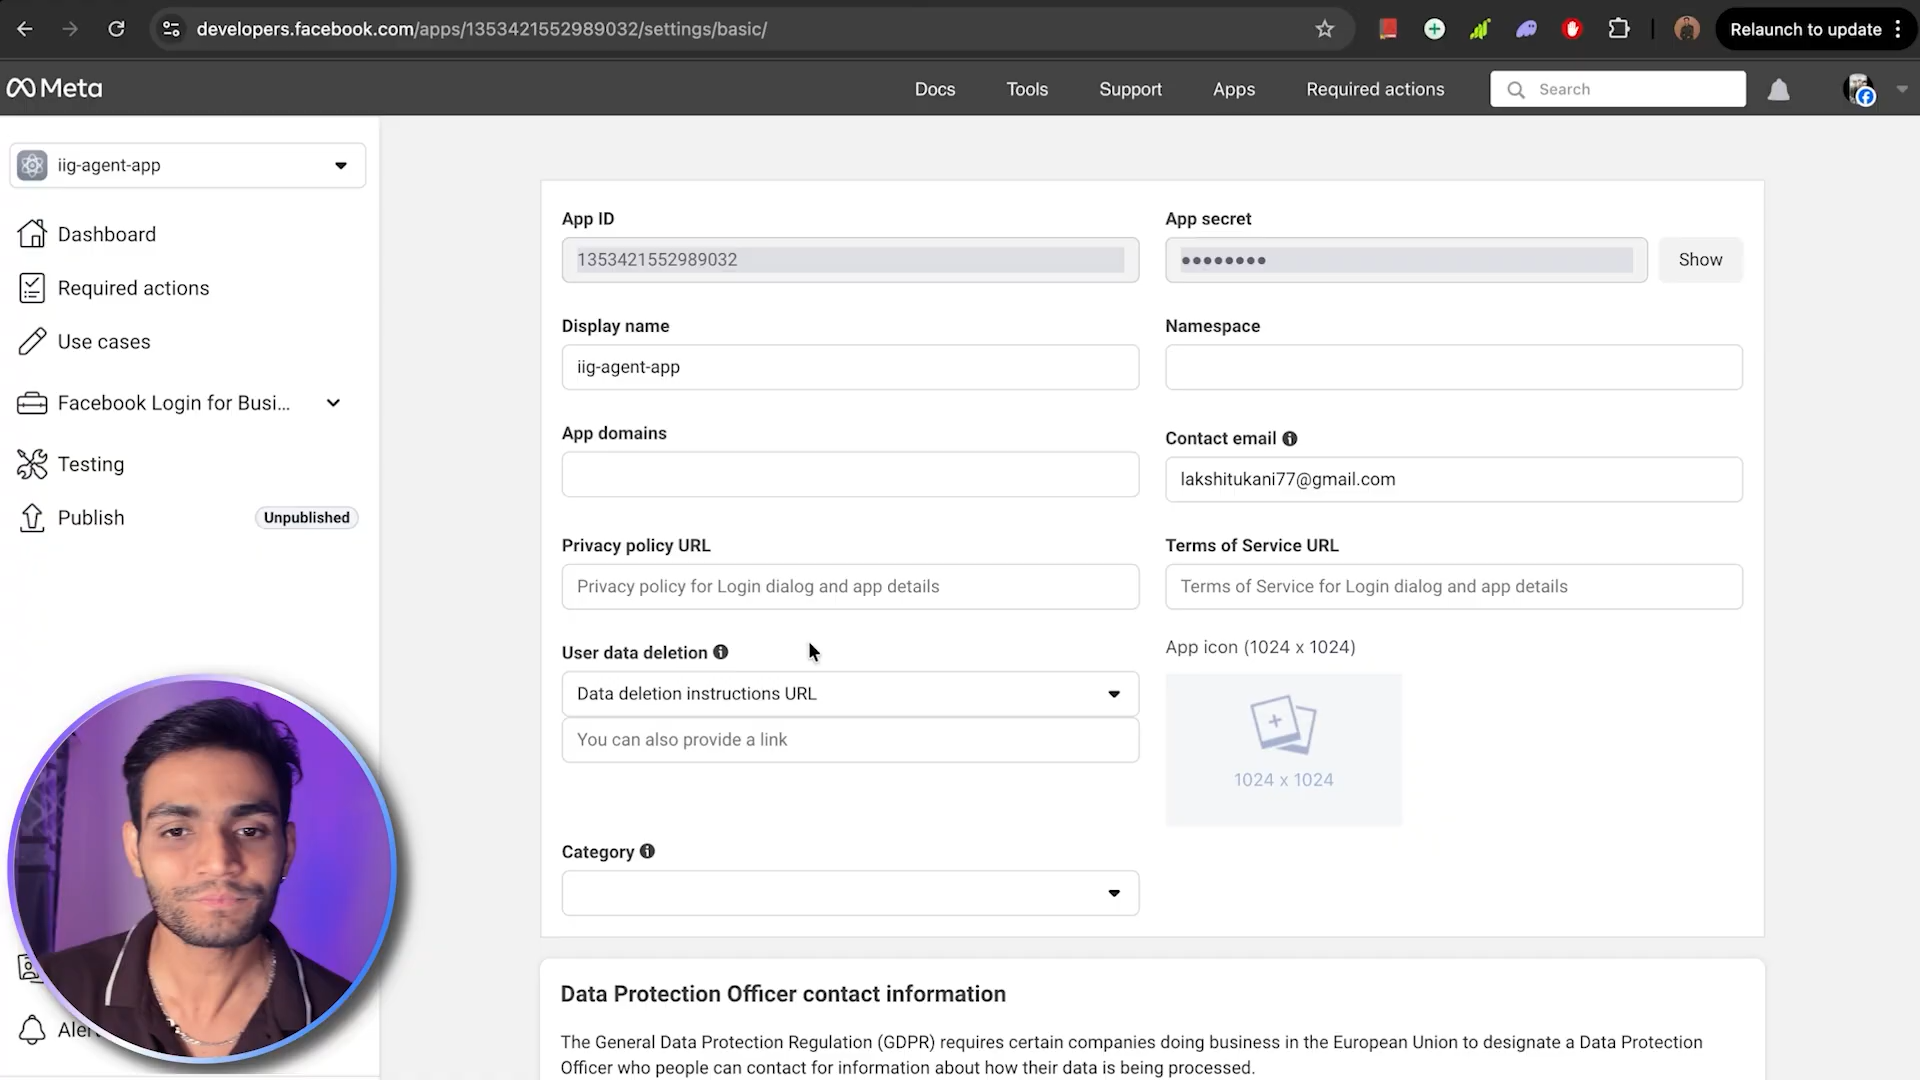 developers.facebook.com/apps/1353421552989032/settings/basic/
Relaunch to update
Meta
Docs
Tools
Support
Apps
Required actions
Search
iig-agent-app
Dashboard
Required actions
Use cases
Facebook Login for Busi...
Testing
Publish
Unpublished
App ID
1353421552989032
App secret
Show
Display name
iig-agent-app
Namespace
App domains
Contact email
lakshitukani77@gmail.com
Privacy policy URL
Privacy policy for Login dialog and app details
Terms of Service URL
Terms of Service for Login dialog and app details
User data deletion
Data deletion instructions URL
You can also provide a link
App icon (1024 x 1024)
1024 x 1024
Category
Data Protection Officer contact information
The General Data Protection Regulation (GDPR) requires certain companies doing business in the European Union to designate a Data Protection
Officer who people can contact for information about how their data is being processed.